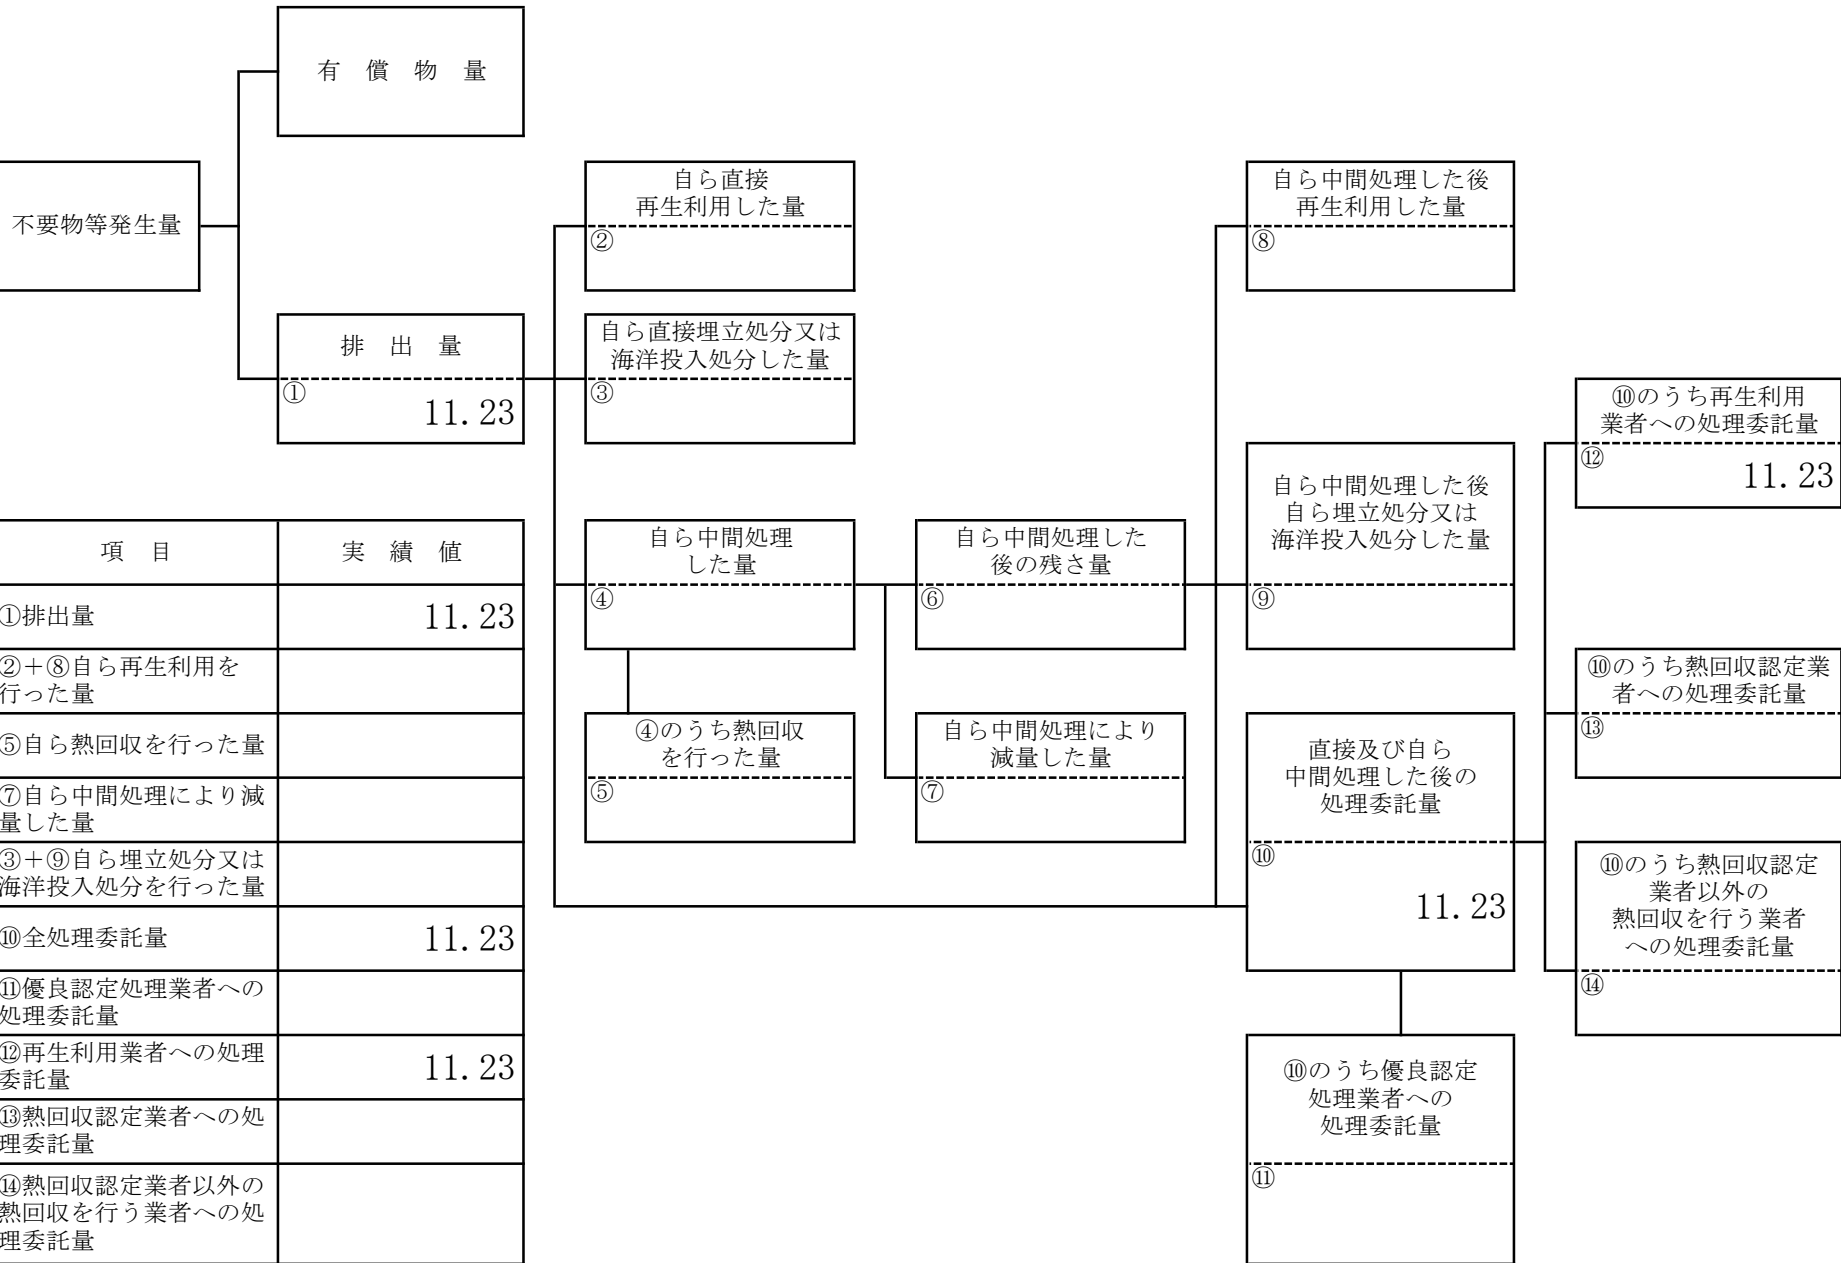 有　償　物　量
不要物等発生量
排　出　量
①
11.23
自ら直接
再生利用した量
②
自ら直接埋立処分又は
海洋投入処分した量
③
自ら中間処理
した量
④
④のうち熱回収
を行った量
⑤
自ら中間処理した
後の残さ量
⑥
自ら中間処理により
減量した量
⑦
自ら中間処理した後
再生利用した量
⑧
自ら中間処理した後
自ら埋立処分又は
海洋投入処分した量
⑨
直接及び自ら
中間処理した後の
処理委託量
⑩
11.23
⑩のうち優良認定
処理業者への
処理委託量
⑪
⑩のうち再生利用
業者への処理委託量
⑫
11.23
⑩のうち熱回収認定業
者への処理委託量
⑬
⑩のうち熱回収認定
業者以外の
熱回収を行う業者
への処理委託量
⑭
項　目
実　績　値
①排出量
11.23
②＋⑧自ら再生利用を
行った量
⑤自ら熱回収を行った量
⑦自ら中間処理により減
量した量
③＋⑨自ら埋立処分又は
海洋投入処分を行った量
⑩全処理委託量
11.23
⑪優良認定処理業者への
処理委託量
⑫再生利用業者への処理
委託量
11.23
⑬熱回収認定業者への処
理委託量
⑭熱回収認定業者以外の
熱回収を行う業者への処
理委託量